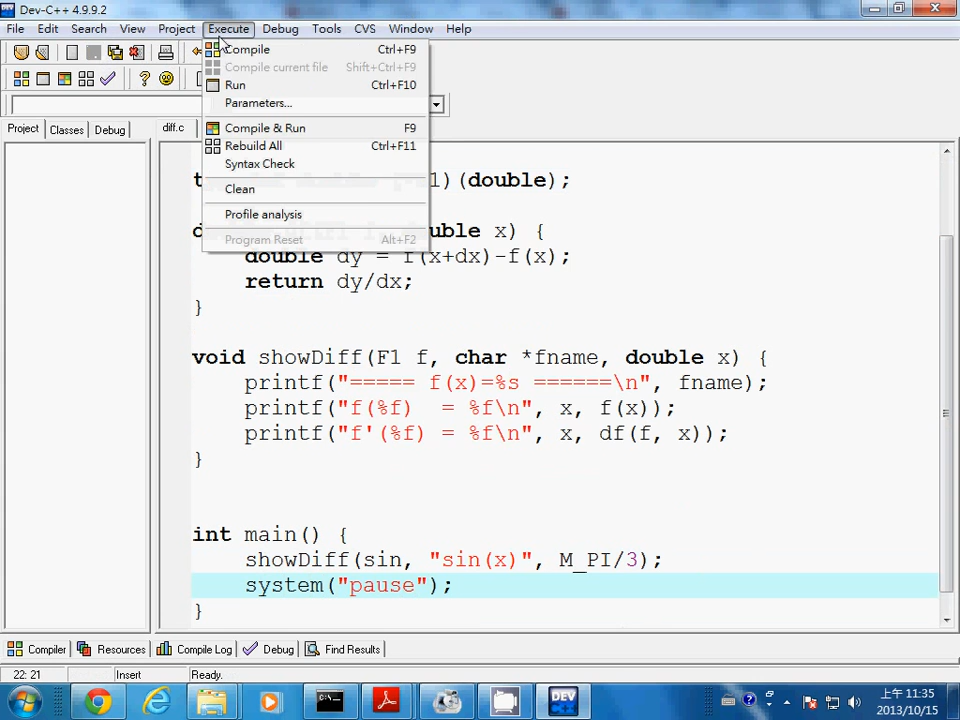 Dev-C++ 4.9.9.2
File Edit Search View Project Execute Debug Tools CVS Window Help
Compile Ctrl+F9
Compile current file Shift+Ctrl+F9
Run Ctrl+F10
Parameters...
Compile & Run F9
Rebuild All Ctrl+F11
Syntax Check
Clean
Profile analysis
Program Reset Alt+F2
Project Classes Debug
diff.c
1)(double);
double x) {
double dy = f(x+dx)-f(x);
return dy/dx;
}
void showDiff(F1 f, char *fname, double x) {
printf("===== f(x)=%s ======\n", fname);
printf("f(%f)  = %f\n", x, f(x));
printf("f'(%f) = %f\n", x, df(f, x));
}
int main() {
showDiff(sin, "sin(x)", M_PI/3);
system("pause");
}
Compiler Resources Compile Log Debug Find Results
22: 21 Insert Ready.
DEV
上午 11:35
2013/10/15